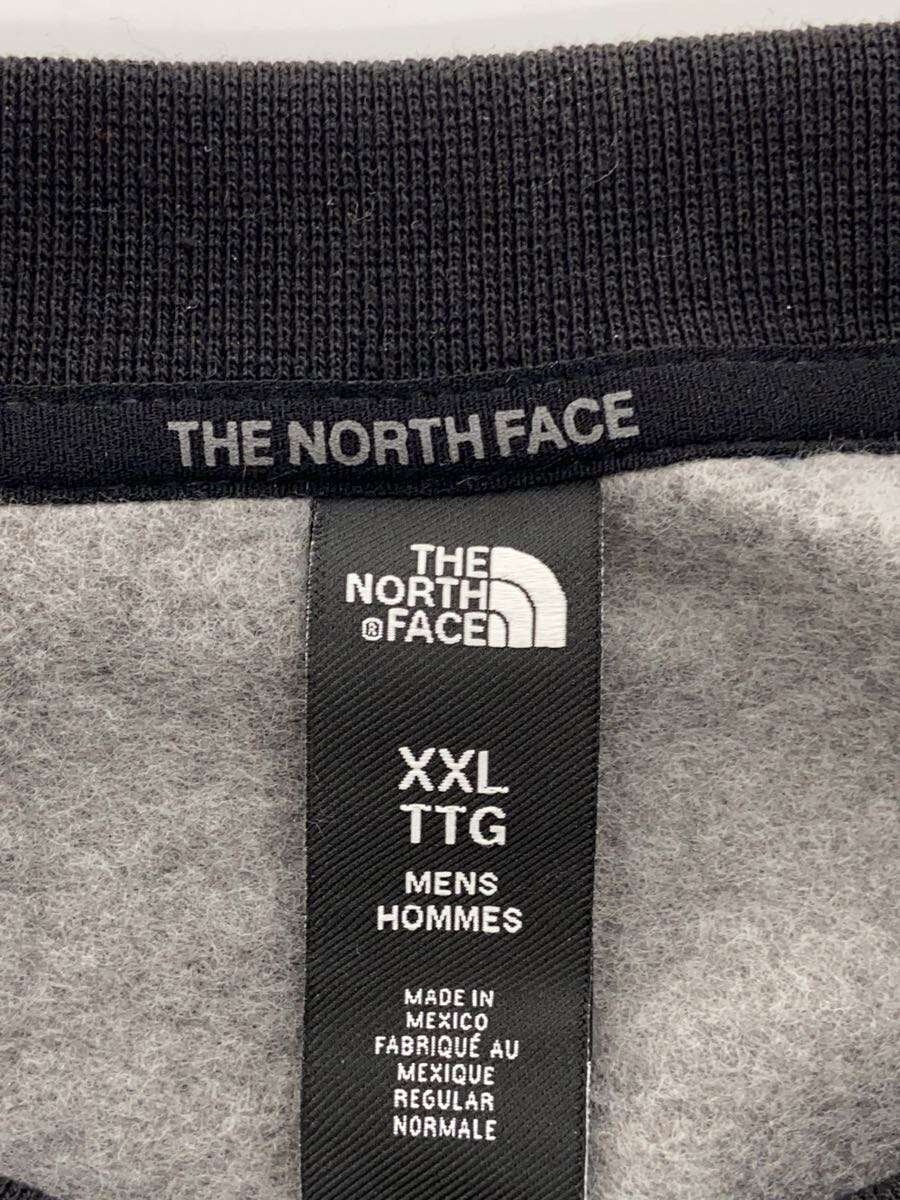 THE NORTH FACE
THE
NORTH
®FACE
XXL
TTG
MENS
HOMMES
MADE IN
MEXICO
FABRIQUÉ AU
MEXIQUE
REGULAR
NORMALE